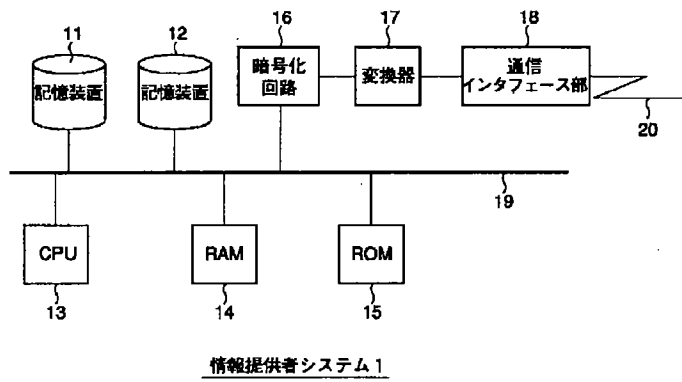 11
12
16
17
18
記憶装置
記憶装置
暗号化
回路
変換器
通信
インタフェース部
20
19
CPU
RAM
ROM
13
14
15
情報提供者システム1